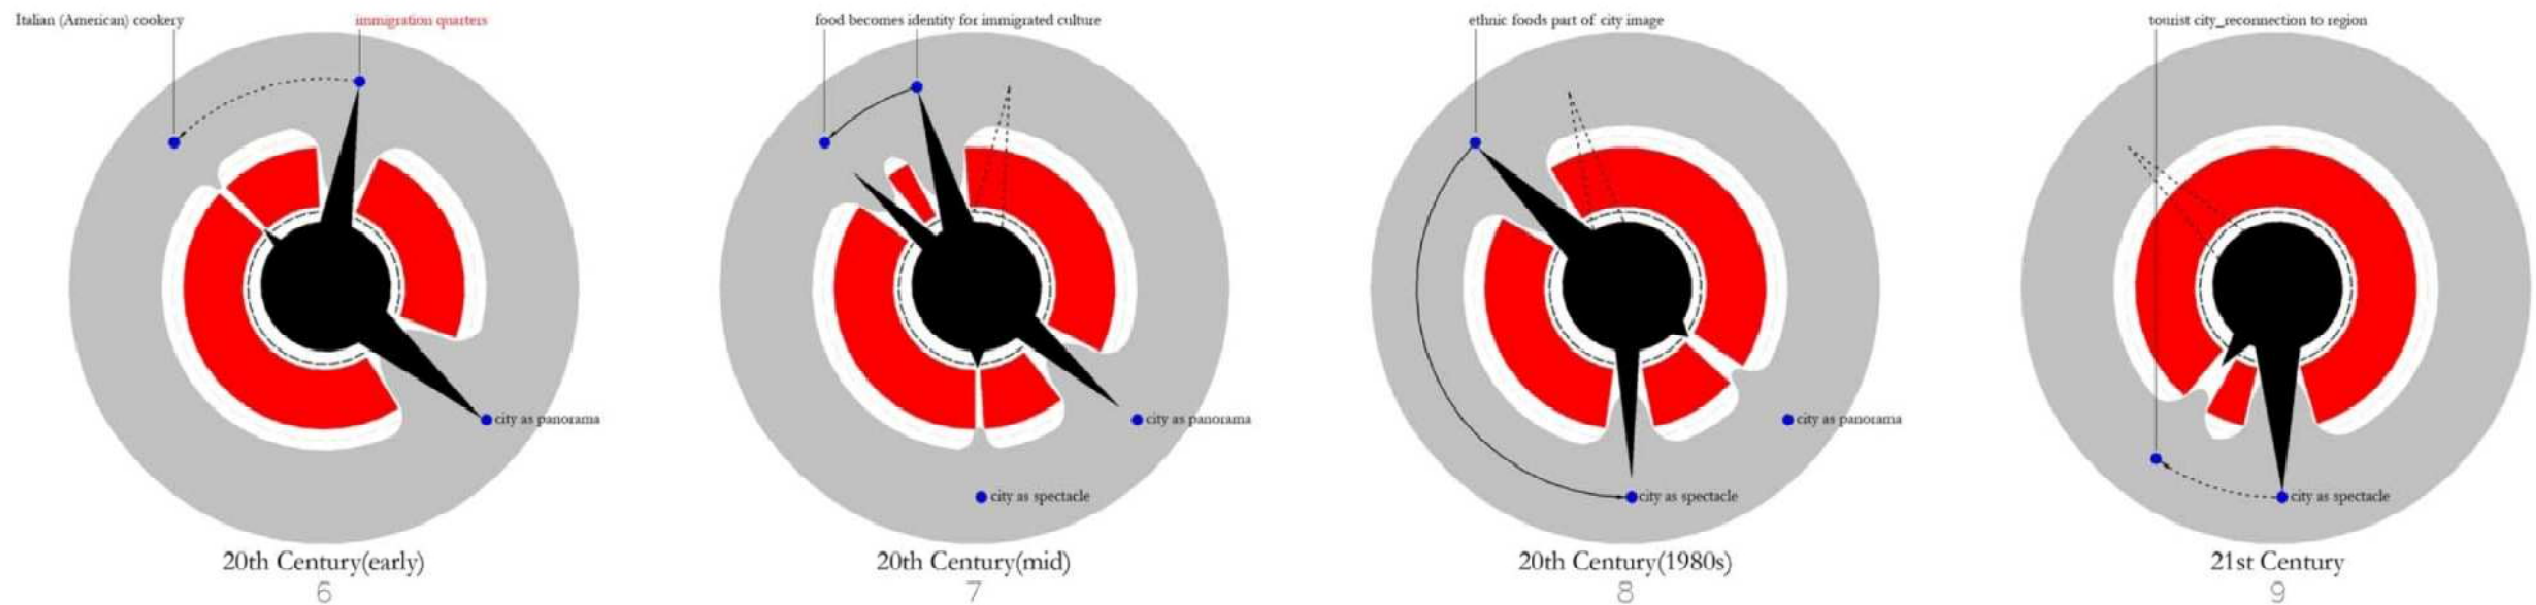 Italian (American) cookery
immigration quarters
food becomes identity for immigrated culture
ethnic foods part of city image
tourist city_reconnection to region
city as panorama
city as panorama
city as panorama
city as spectacle
city as spectacle
city as spectacle
20th Century(early)
20th Century(mid)
20th Century(1980s)
21st Century
6
7
8
9